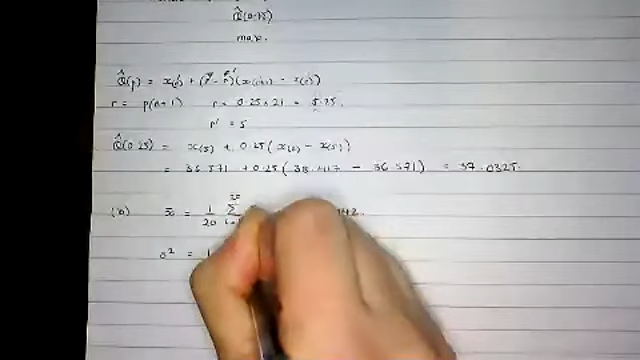 Q̂(0.75)
max.
Q̂(p) = x(r') + (r - r')(x(r'+1) - x(r'))
r = p(n+1) r = 0.25 x 21 = 5.25.
r' = 5
Q̂(0.25) = x(5) + 0.25 ( x(6) - x(5))
= 36.571 + 0.25 ( 38.417 - 36.571) = 37.0325.
(b) x̄ = 1/20 20 Σ i=1
σ² =